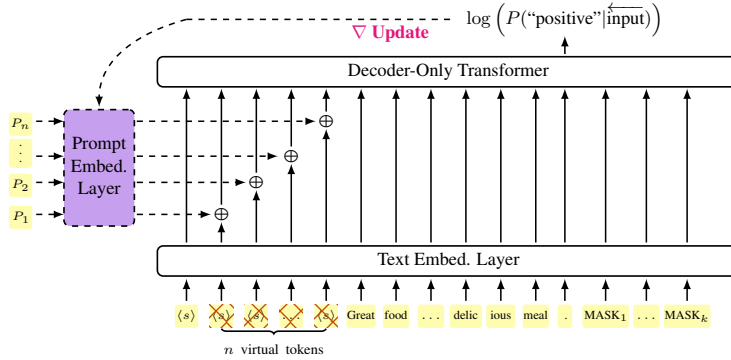 log ( P(“positive”|input) )
∇ Update
Decoder-Only Transformer
Pₙ
⋮
P₂
P₁
Prompt
Embed.
Layer
⊕
⊕
⊕
⊕
Text Embed. Layer
⟨s⟩ ⟨s⟩ ⟨s⟩ ... ⟨s⟩ Great food ... delic ious meal . MASK₁ ... MASKₖ
n virtual tokens